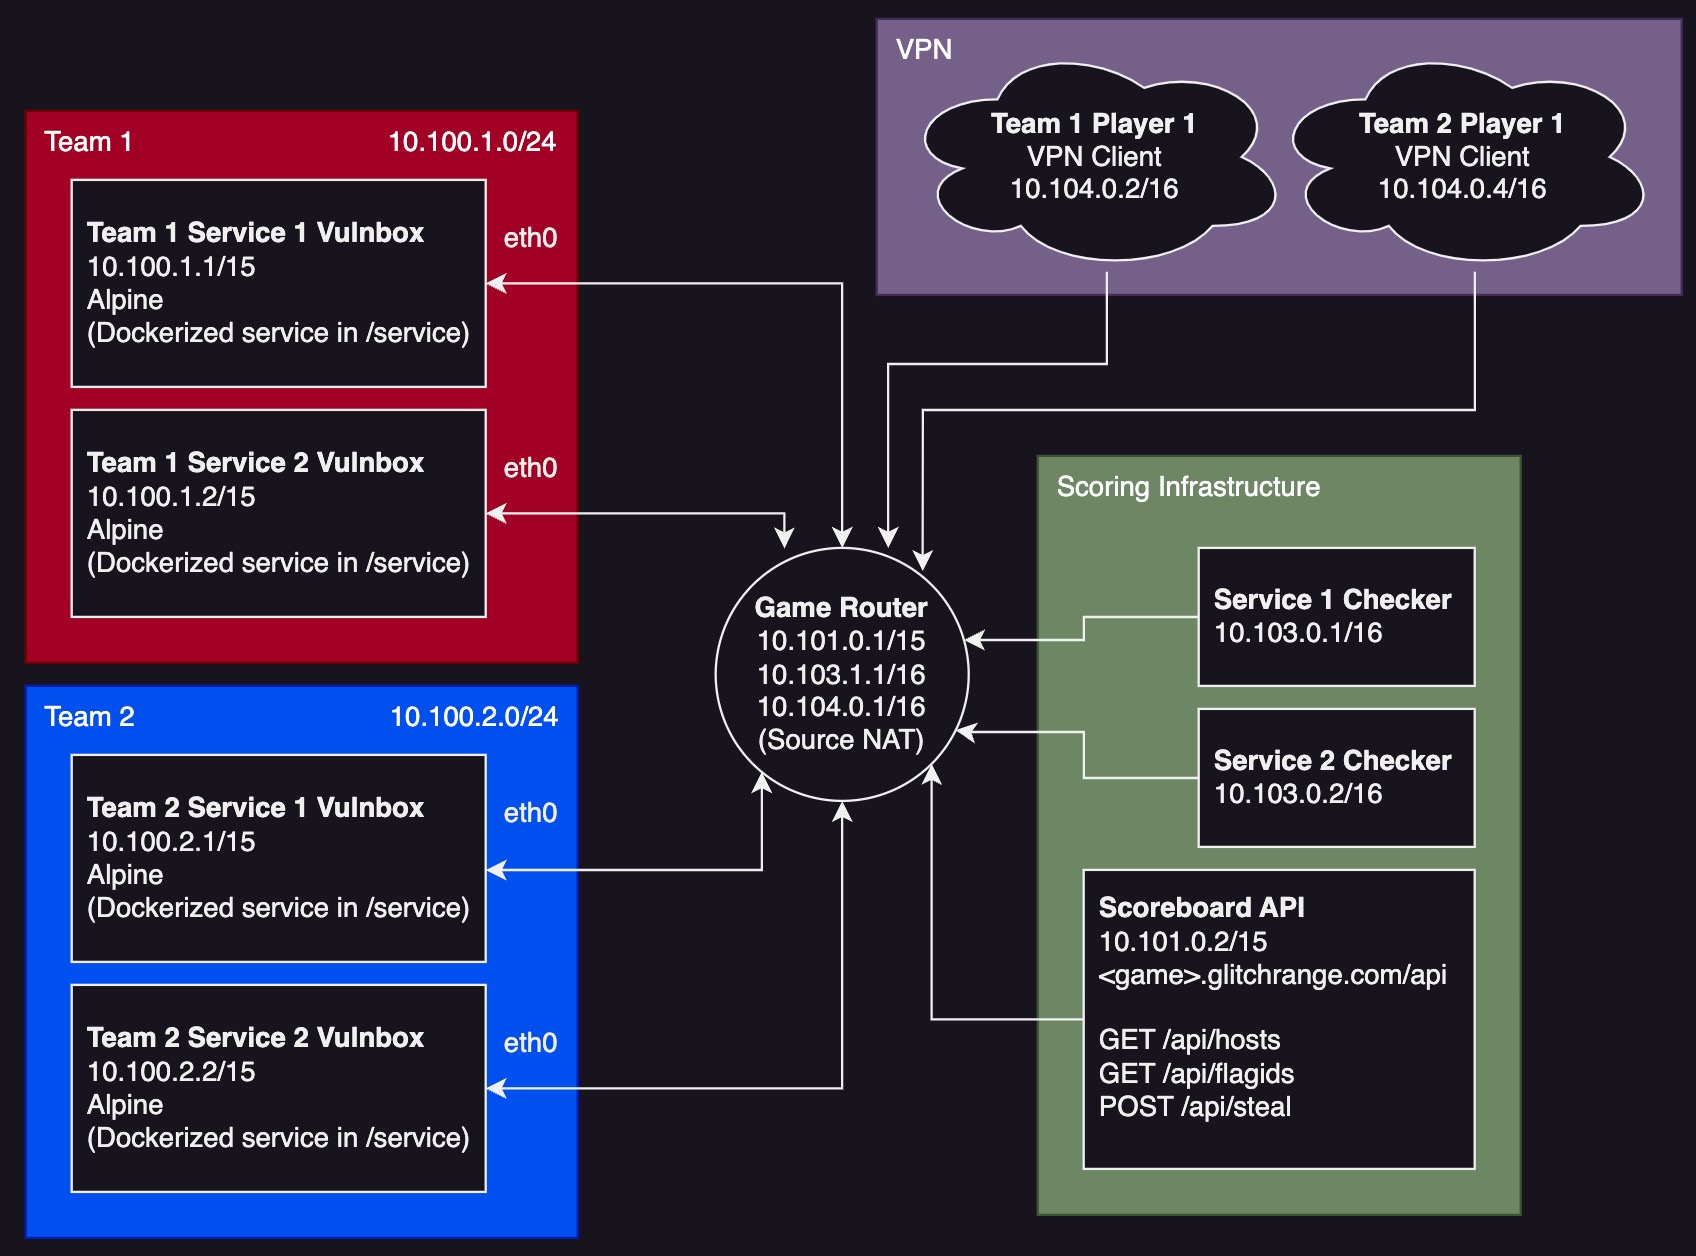 VPN
Team 1 Player 1
VPN Client
10.104.0.2/16
Team 2 Player 1
VPN Client
10.104.0.4/16
Team 1
10.100.1.0/24
Team 1 Service 1 Vulnbox
10.100.1.1/15
Alpine
(Dockerized service in /service)
eth0
Team 1 Service 2 Vulnbox
10.100.1.2/15
Alpine
(Dockerized service in /service)
eth0
Game Router
10.101.0.1/15
10.103.1.1/16
10.104.0.1/16
(Source NAT)
Scoring Infrastructure
Service 1 Checker
10.103.0.1/16
Service 2 Checker
10.103.0.2/16
Scoreboard API
10.101.0.2/15
<game>.glitchrange.com/api
GET /api/hosts
GET /api/flagids
POST /api/steal
Team 2
10.100.2.0/24
Team 2 Service 1 Vulnbox
10.100.2.1/15
Alpine
(Dockerized service in /service)
eth0
Team 2 Service 2 Vulnbox
10.100.2.2/15
Alpine
(Dockerized service in /service)
eth0